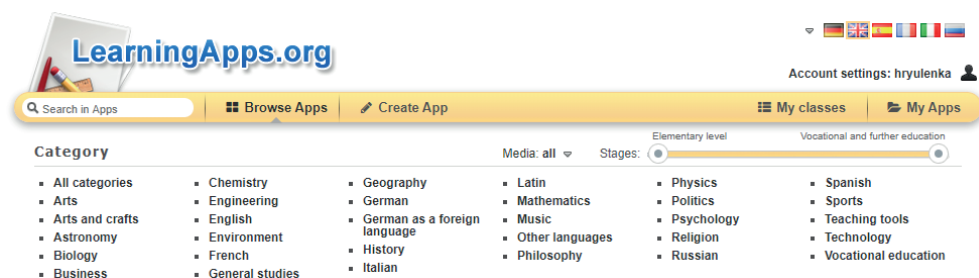 LearningApps.org
Account settings: hryulenka
Search in Apps
Browse Apps
Create App
My classes
My Apps
Category
Media: all
Stages:
Elementary level
Vocational and further education
All categories
Arts
Arts and crafts
Astronomy
Biology
Business
Chemistry
Engineering
English
Environment
French
General studies
Geography
German
German as a foreign
language
History
Italian
Latin
Mathematics
Music
Other languages
Philosophy
Physics
Politics
Psychology
Religion
Russian
Spanish
Sports
Teaching tools
Technology
Vocational education